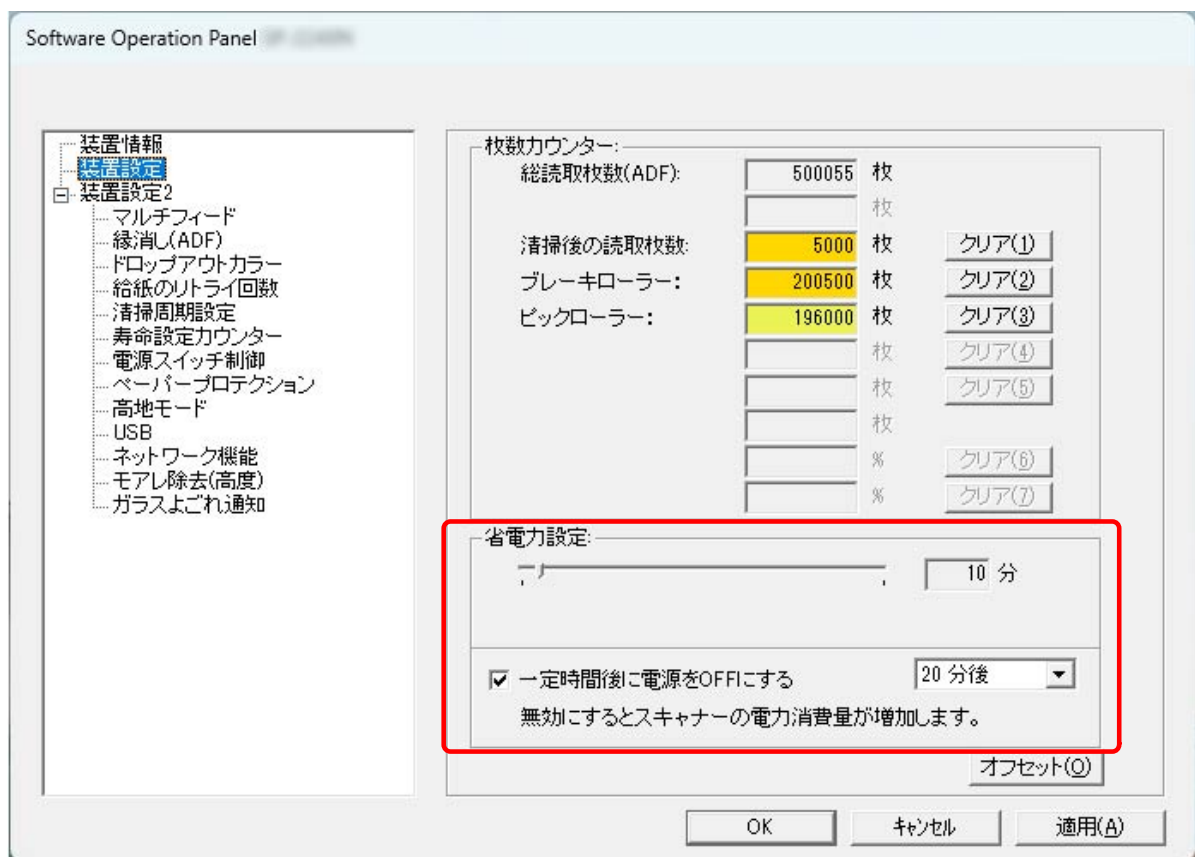 Software Operation Panel
装置情報
装置設定
装置設定2
マルチフィード
縁消し(ADF)
ドロップアウトカラー
給紙のリトライ回数
清掃周期設定
寿命設定カウンター
電源スイッチ制御
ペーパープロテクション
高地モード
USB
ネットワーク機能
モアレ除去(高度)
ガラスよごれ通知
枚数カウンター:
総読取枚数(ADF): 500055 枚
枚
清掃後の読取枚数: 5000 枚 クリア(1)
ブレーキローラー: 200500 枚 クリア(2)
ピックローラー: 196000 枚 クリア(3)
枚 クリア(4)
枚 クリア(5)
枚
% クリア(6)
% クリア(7)
省電力設定:
10 分
一定時間後に電源をOFFにする 20 分後
無効にするとスキャナーの電力消費量が増加します。
オフセット(O)
OK キャンセル 適用(A)